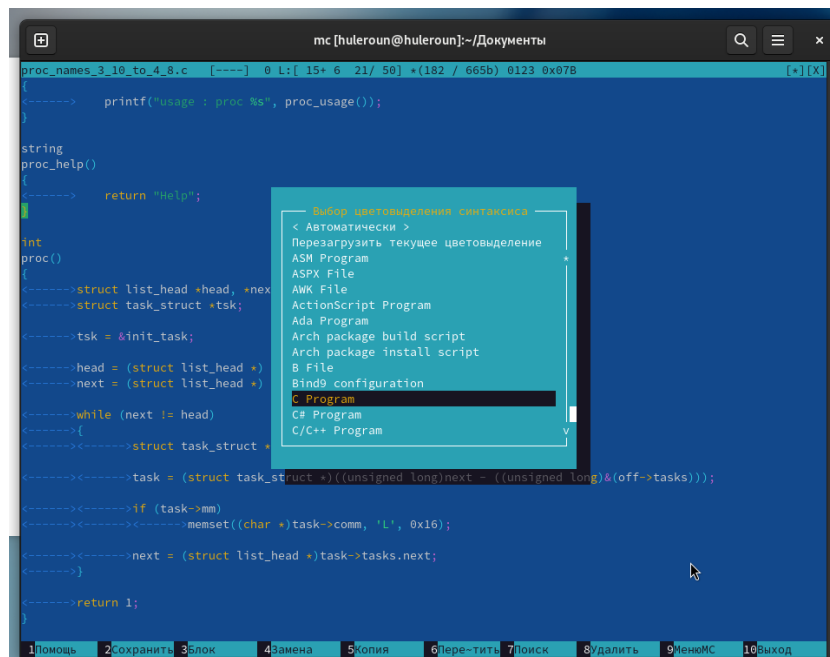 mc [huleroun@huleroun]:~/Документы
proc_names_3_10_to_4_8.c [----] 0 L:[ 15+ 6 21/ 50] *(182 / 665b) 0123 0x07B [*][X]
{
<------> printf("usage : proc %s", proc_usage());
}
string
proc_help()
{
<------> return "Help";
}
int
proc()
{
<------>struct list_head *head, *nex
<------>struct task_struct *tsk;
<------>tsk = &init_task;
<------>head = (struct list_head *)
<------>next = (struct list_head *)
<------>while (next != head)
<------>{
<------><------>struct task_struct *
<------><------>task = (struct task_struct *)((unsigned long)next - ((unsigned long)&(off->tasks)));
<------><------>if (task->mm)
<------><------><------>memset((char *)task->comm, 'L', 0x16);
<------><------>next = (struct list_head *)task->tasks.next;
<------>}
<------>return 1;
}
Выбор цветовыделения синтаксиса
< Автоматически >
Перезагрузить текущее цветовыделение
ASM Program
ASPX File
AWK File
ActionScript Program
Ada Program
Arch package build script
Arch package install script
B File
Bind9 configuration
C Program
C# Program
C/C++ Program
1Помощь 2Сохранить 3Блок 4Замена 5Копия 6Пере~тить 7Поиск 8Удалить 9МенюМС 10Выход